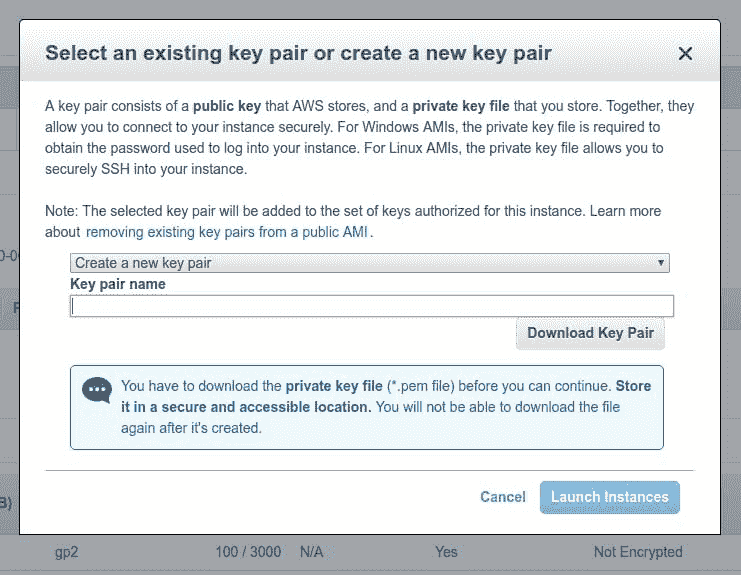 Select an existing key pair or create a new key pair
A key pair consists of a public key that AWS stores, and a private key file that you store. Together, they
allow you to connect to your instance securely. For Windows AMIs, the private key file is required to
obtain the password used to log into your instance. For Linux AMIs, the private key file allows you to
securely SSH into your instance.
Note: The selected key pair will be added to the set of keys authorized for this instance. Learn more
about removing existing key pairs from a public AMI.
Create a new key pair
Key pair name
Download Key Pair
You have to download the private key file (*.pem file) before you can continue. Store
it in a secure and accessible location. You will not be able to download the file
again after it's created.
Cancel Launch Instances
gp2 100 / 3000 N/A Yes Not Encrypted